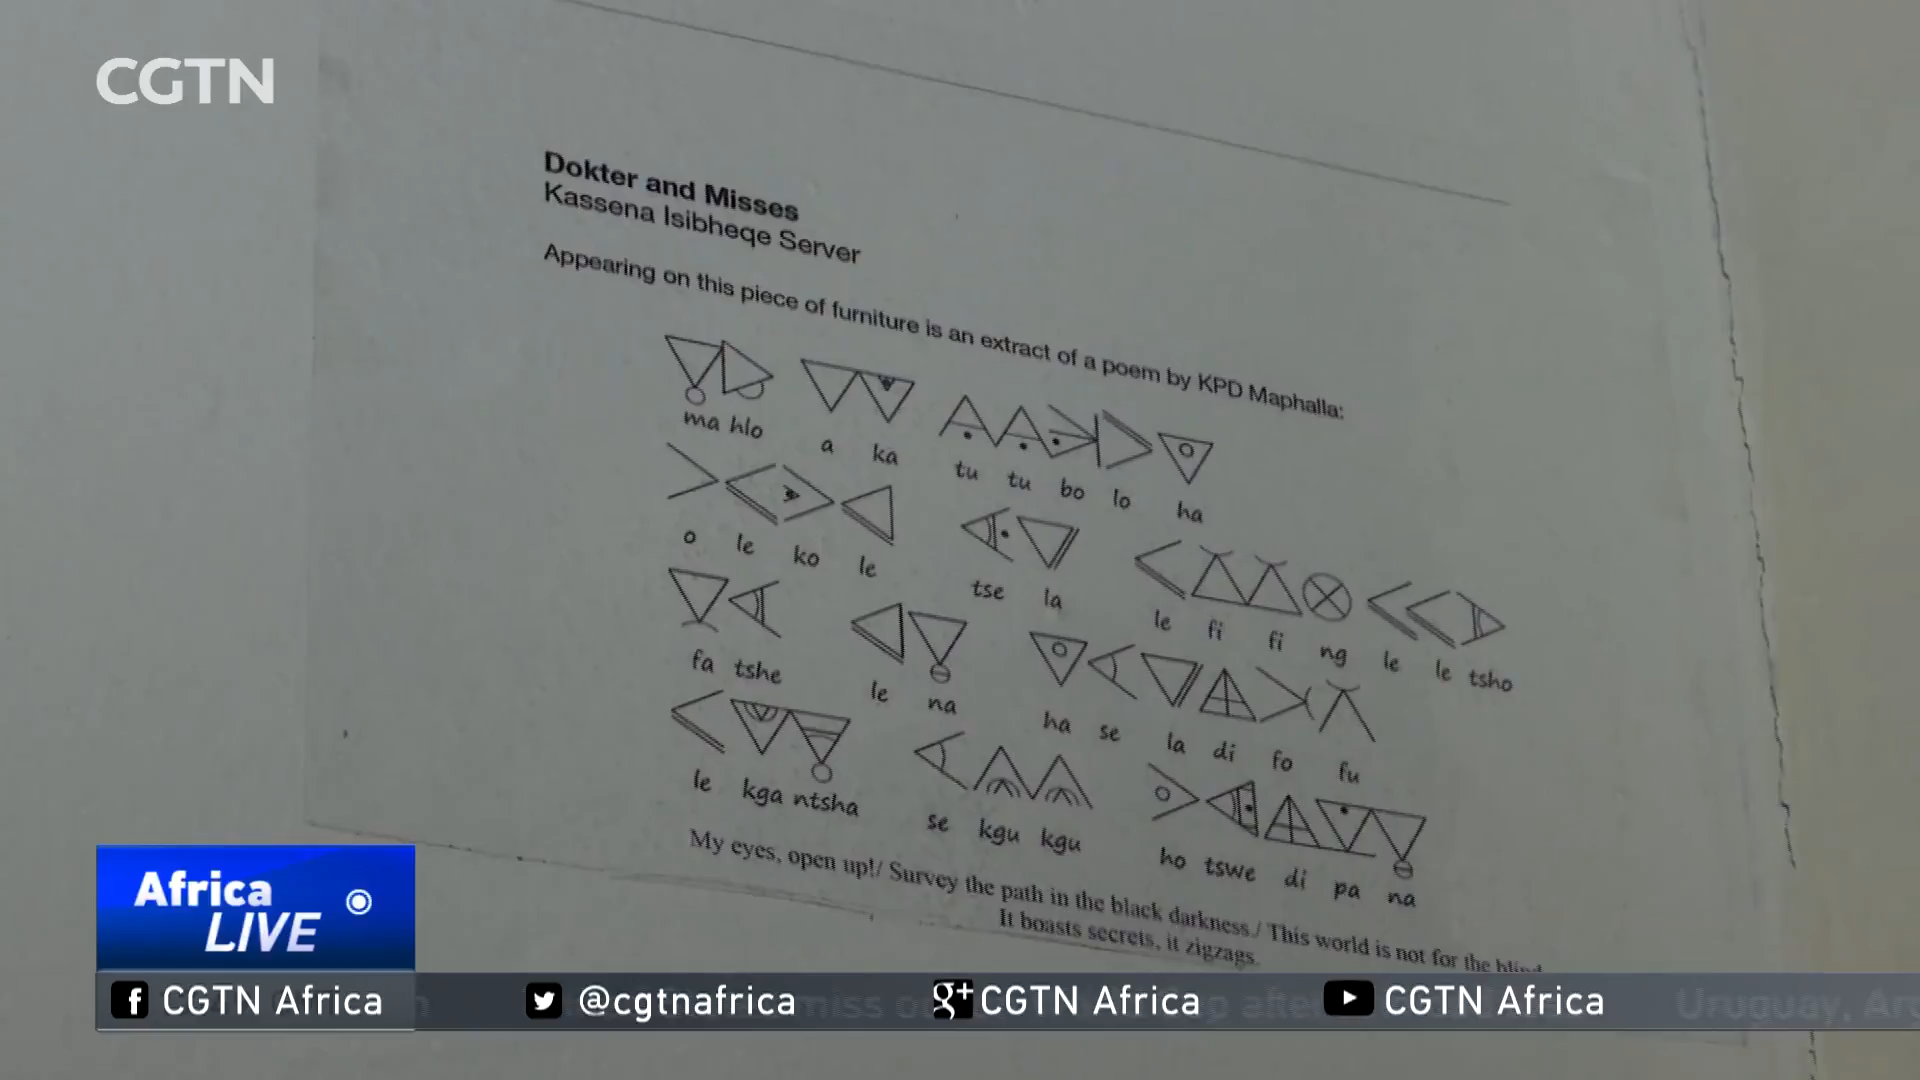 CGTN
Dokter and Misses
Kassena Isibheqe Server
Appearing on this piece of furniture is an extract of a poem by KPD Maphalla:
ma hlo a ka tu tu bo lo ha
o le ko le tse la le fi fi ng le le tsho
fa tshe le na ha se la di fo fu
le kga ntsha se kgu kgu ho tswe di pa na
My eyes, open up!/ Survey the path in the black darkness./ This world is not for the
It boasts secrets, it zigzags.
Africa
LIVE
CGTN Africa @cgtnafrica CGTN Africa CGTN Africa